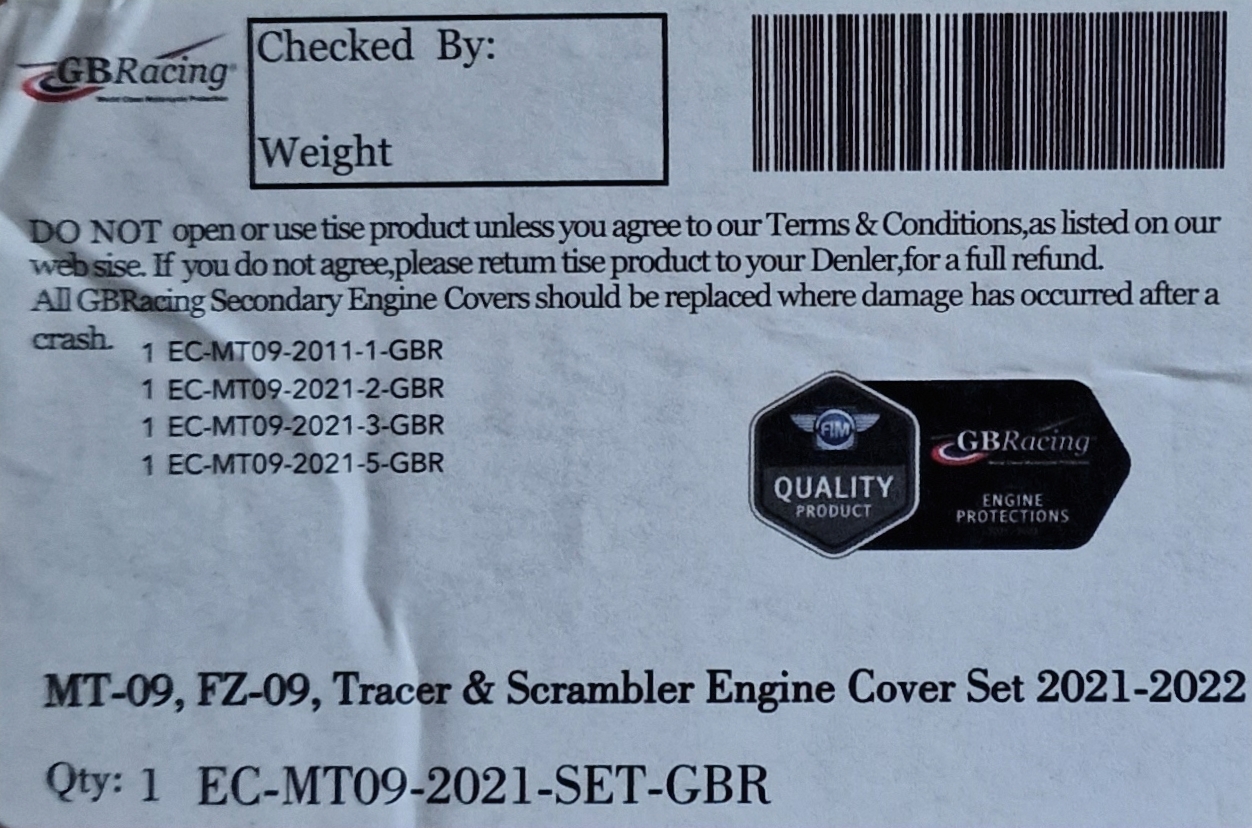 GBRacing
World Class Motorcycle Protection
Checked By:
Weight
DO NOT open or use tise product unless you agree to our Terms & Conditions,as listed on our
web sise. If you do not agree,please retum tise product to your Denler,for a full refund.
All GBRacing Secondary Engine Covers should be replaced where damage has occurred after a
crash.
1 EC-MT09-2011-1-GBR
1 EC-MT09-2021-2-GBR
1 EC-MT09-2021-3-GBR
1 EC-MT09-2021-5-GBR
FIM
QUALITY
PRODUCT
GBRacing
ENGINE
PROTECTIONS
MT-09, FZ-09, Tracer & Scrambler Engine Cover Set 2021-2022
Qty: 1 EC-MT09-2021-SET-GBR